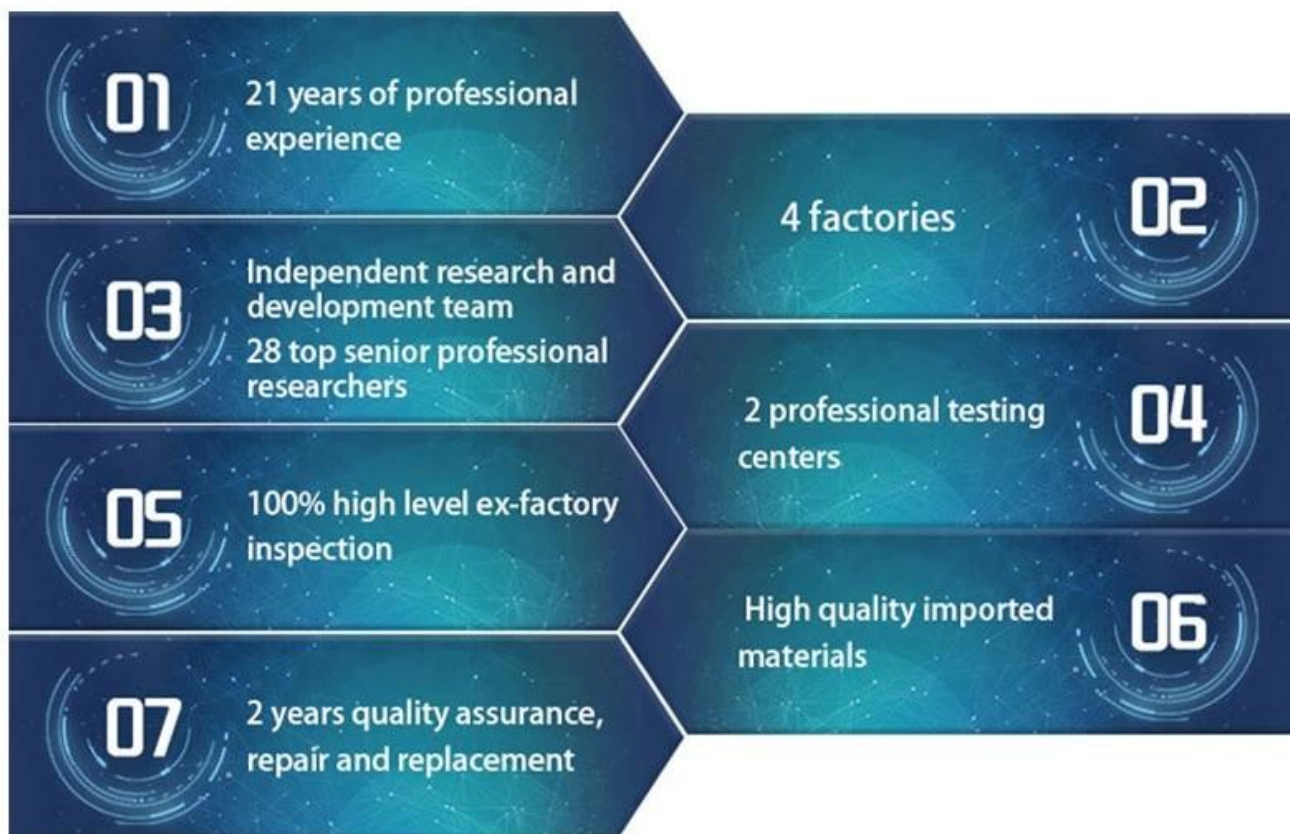 01
21 years of professional
experience
02
4 factories
03
Independent research and
development team
28 top senior professional
researchers
04
2 professional testing
centers
05
100% high level ex-factory
inspection
06
High quality imported
materials
07
2 years quality assurance,
repair and replacement